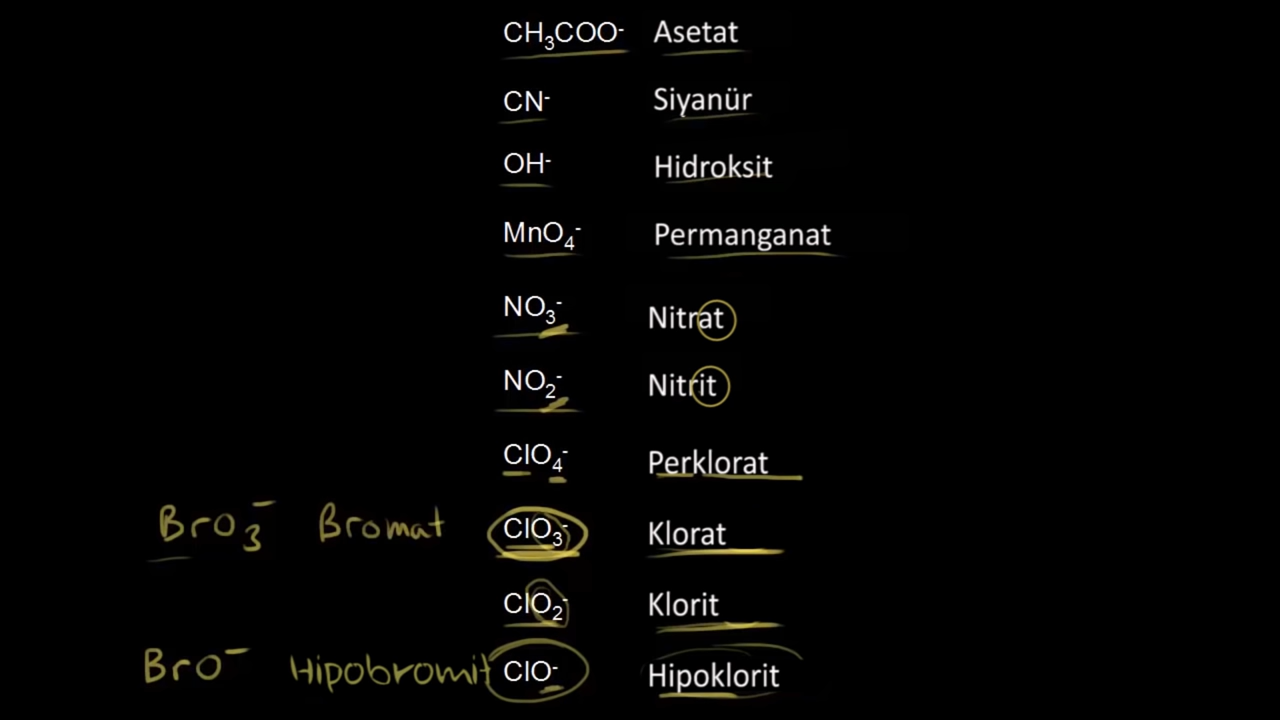 CH₃COO⁻ Asetat
CN⁻ Siyanür
OH⁻ Hidroksit
MnO₄⁻ Permanganat
NO₃⁻ Nitrat
NO₂⁻ Nitrit
ClO₄⁻ Perklorat
BrO₃⁻ Bromat ClO₃⁻ Klorat
ClO₂⁻ Klorit
BrO⁻ Hipobromit ClO⁻ Hipoklorit